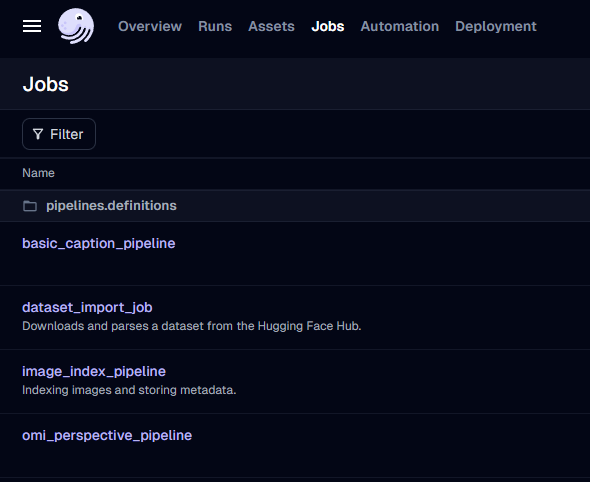 Overview Runs Assets Jobs Automation Deployment
Jobs
Filter
Name
pipelines.definitions
basic_caption_pipeline
dataset_import_job
Downloads and parses a dataset from the Hugging Face Hub.
image_index_pipeline
Indexing images and storing metadata.
omi_perspective_pipeline